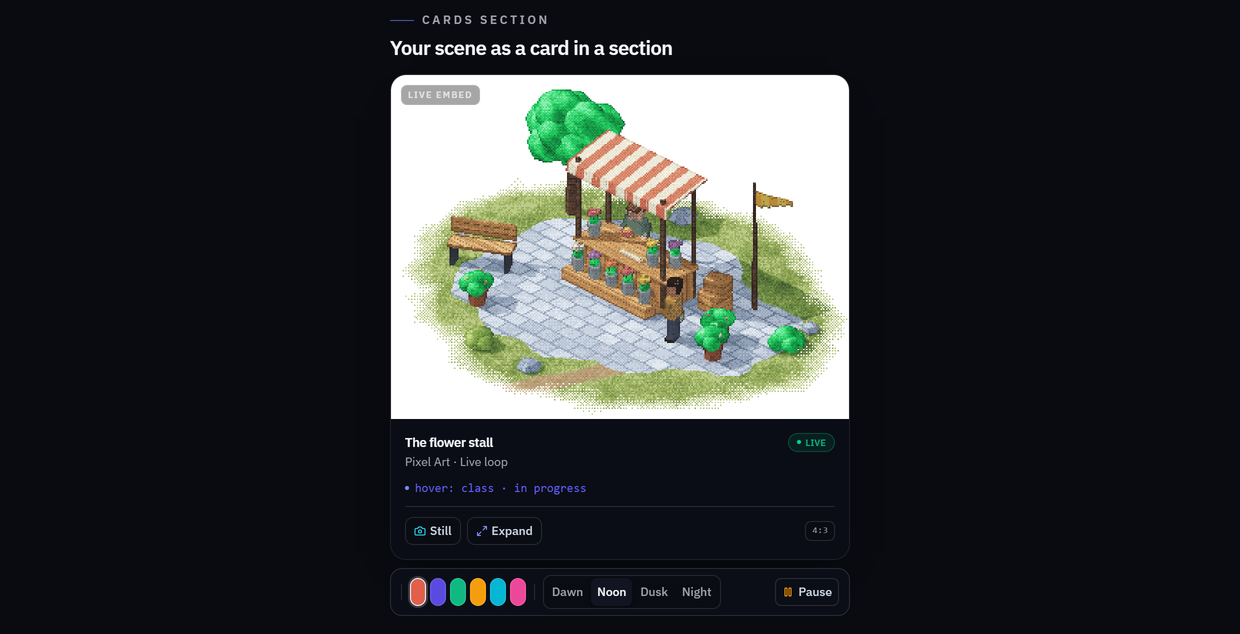 CARDS SECTION
Your scene as a card in a section
LIVE EMBED
The flower stall
LIVE
Pixel Art · Live loop
hover: class · in progress
Still
Expand
4:3
Dawn
Noon
Dusk
Night
Pause